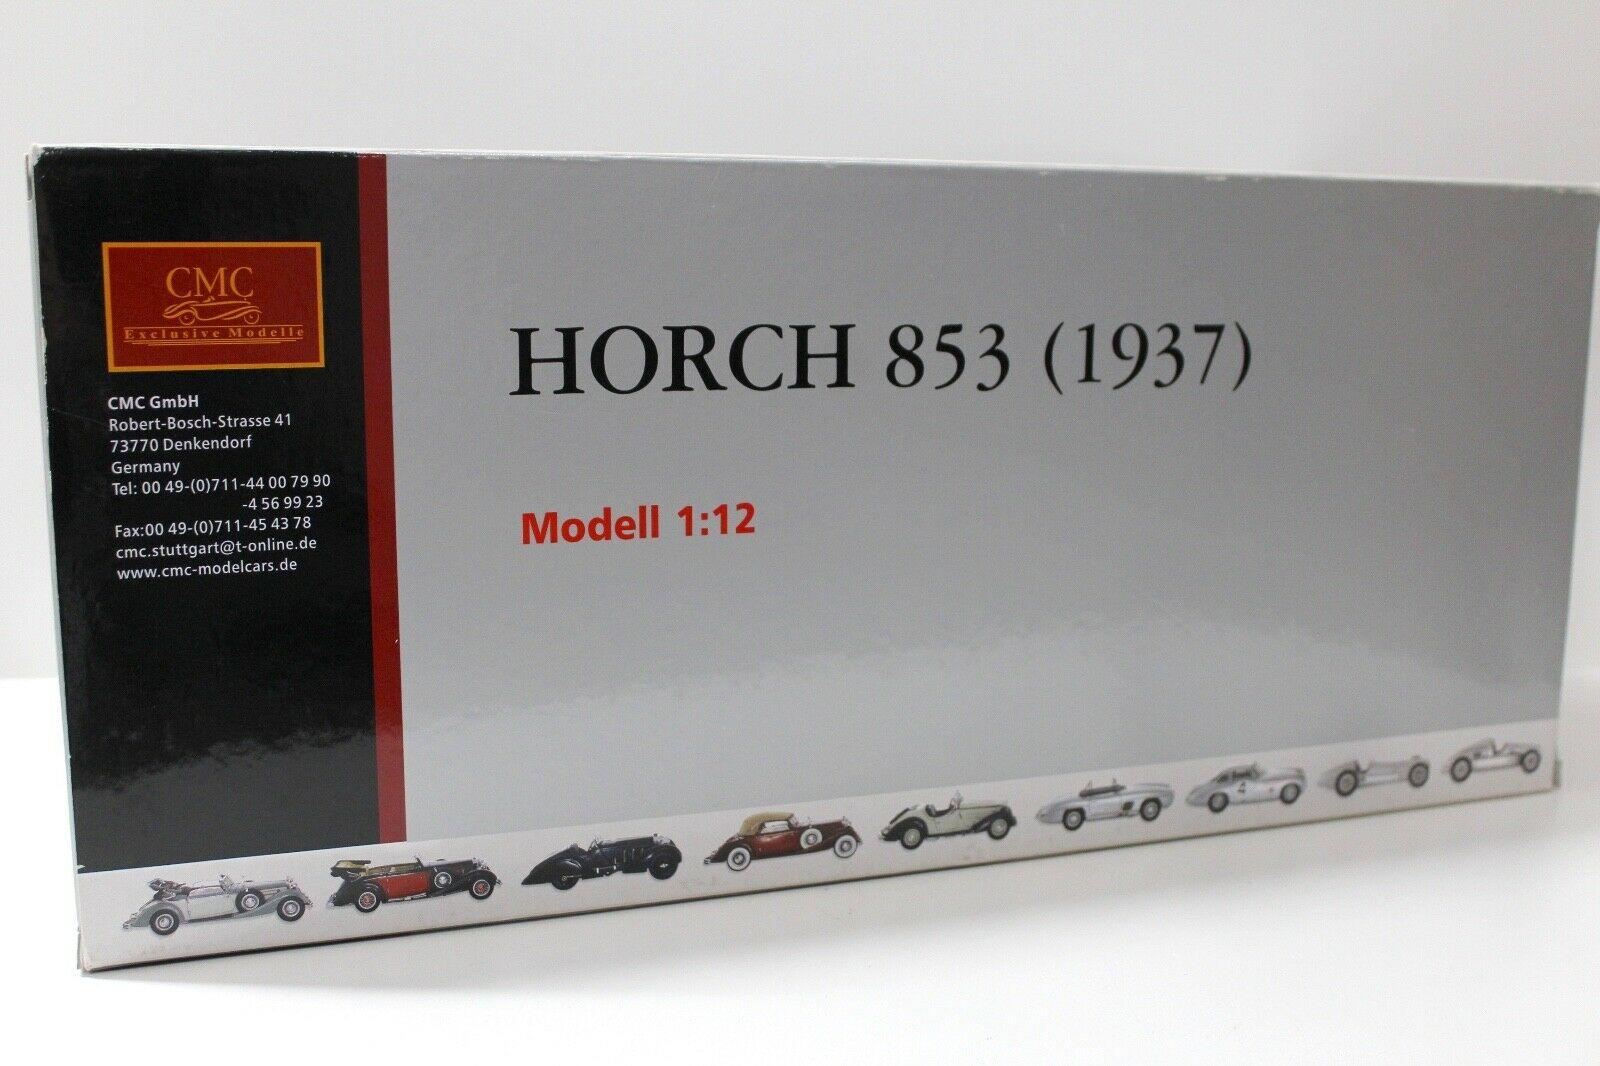 CMC
Exclusive Modelle
CMC GmbH
Robert-Bosch-Strasse 41
73770 Denkendorf
Germany
Tel: 00 49-(0)711-44 00 79 90
-4 56 99 23
Fax:00 49-(0)711-45 43 78
cmc.stuttgart@t-online.de
www.cmc-modelcars.de
HORCH 853 (1937)
Modell 1:12
4